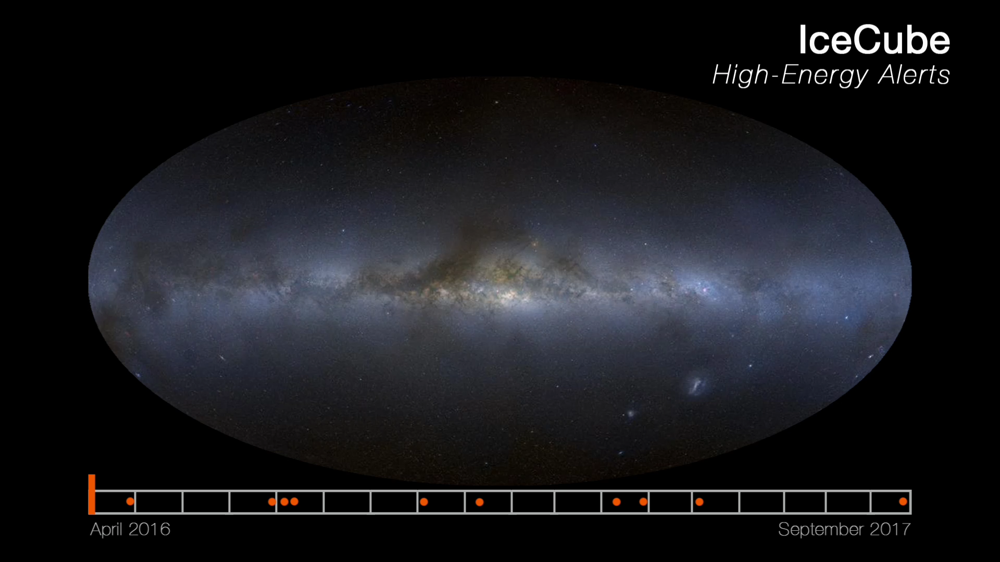 IceCube
High-Energy Alerts
April 2016
September 2017